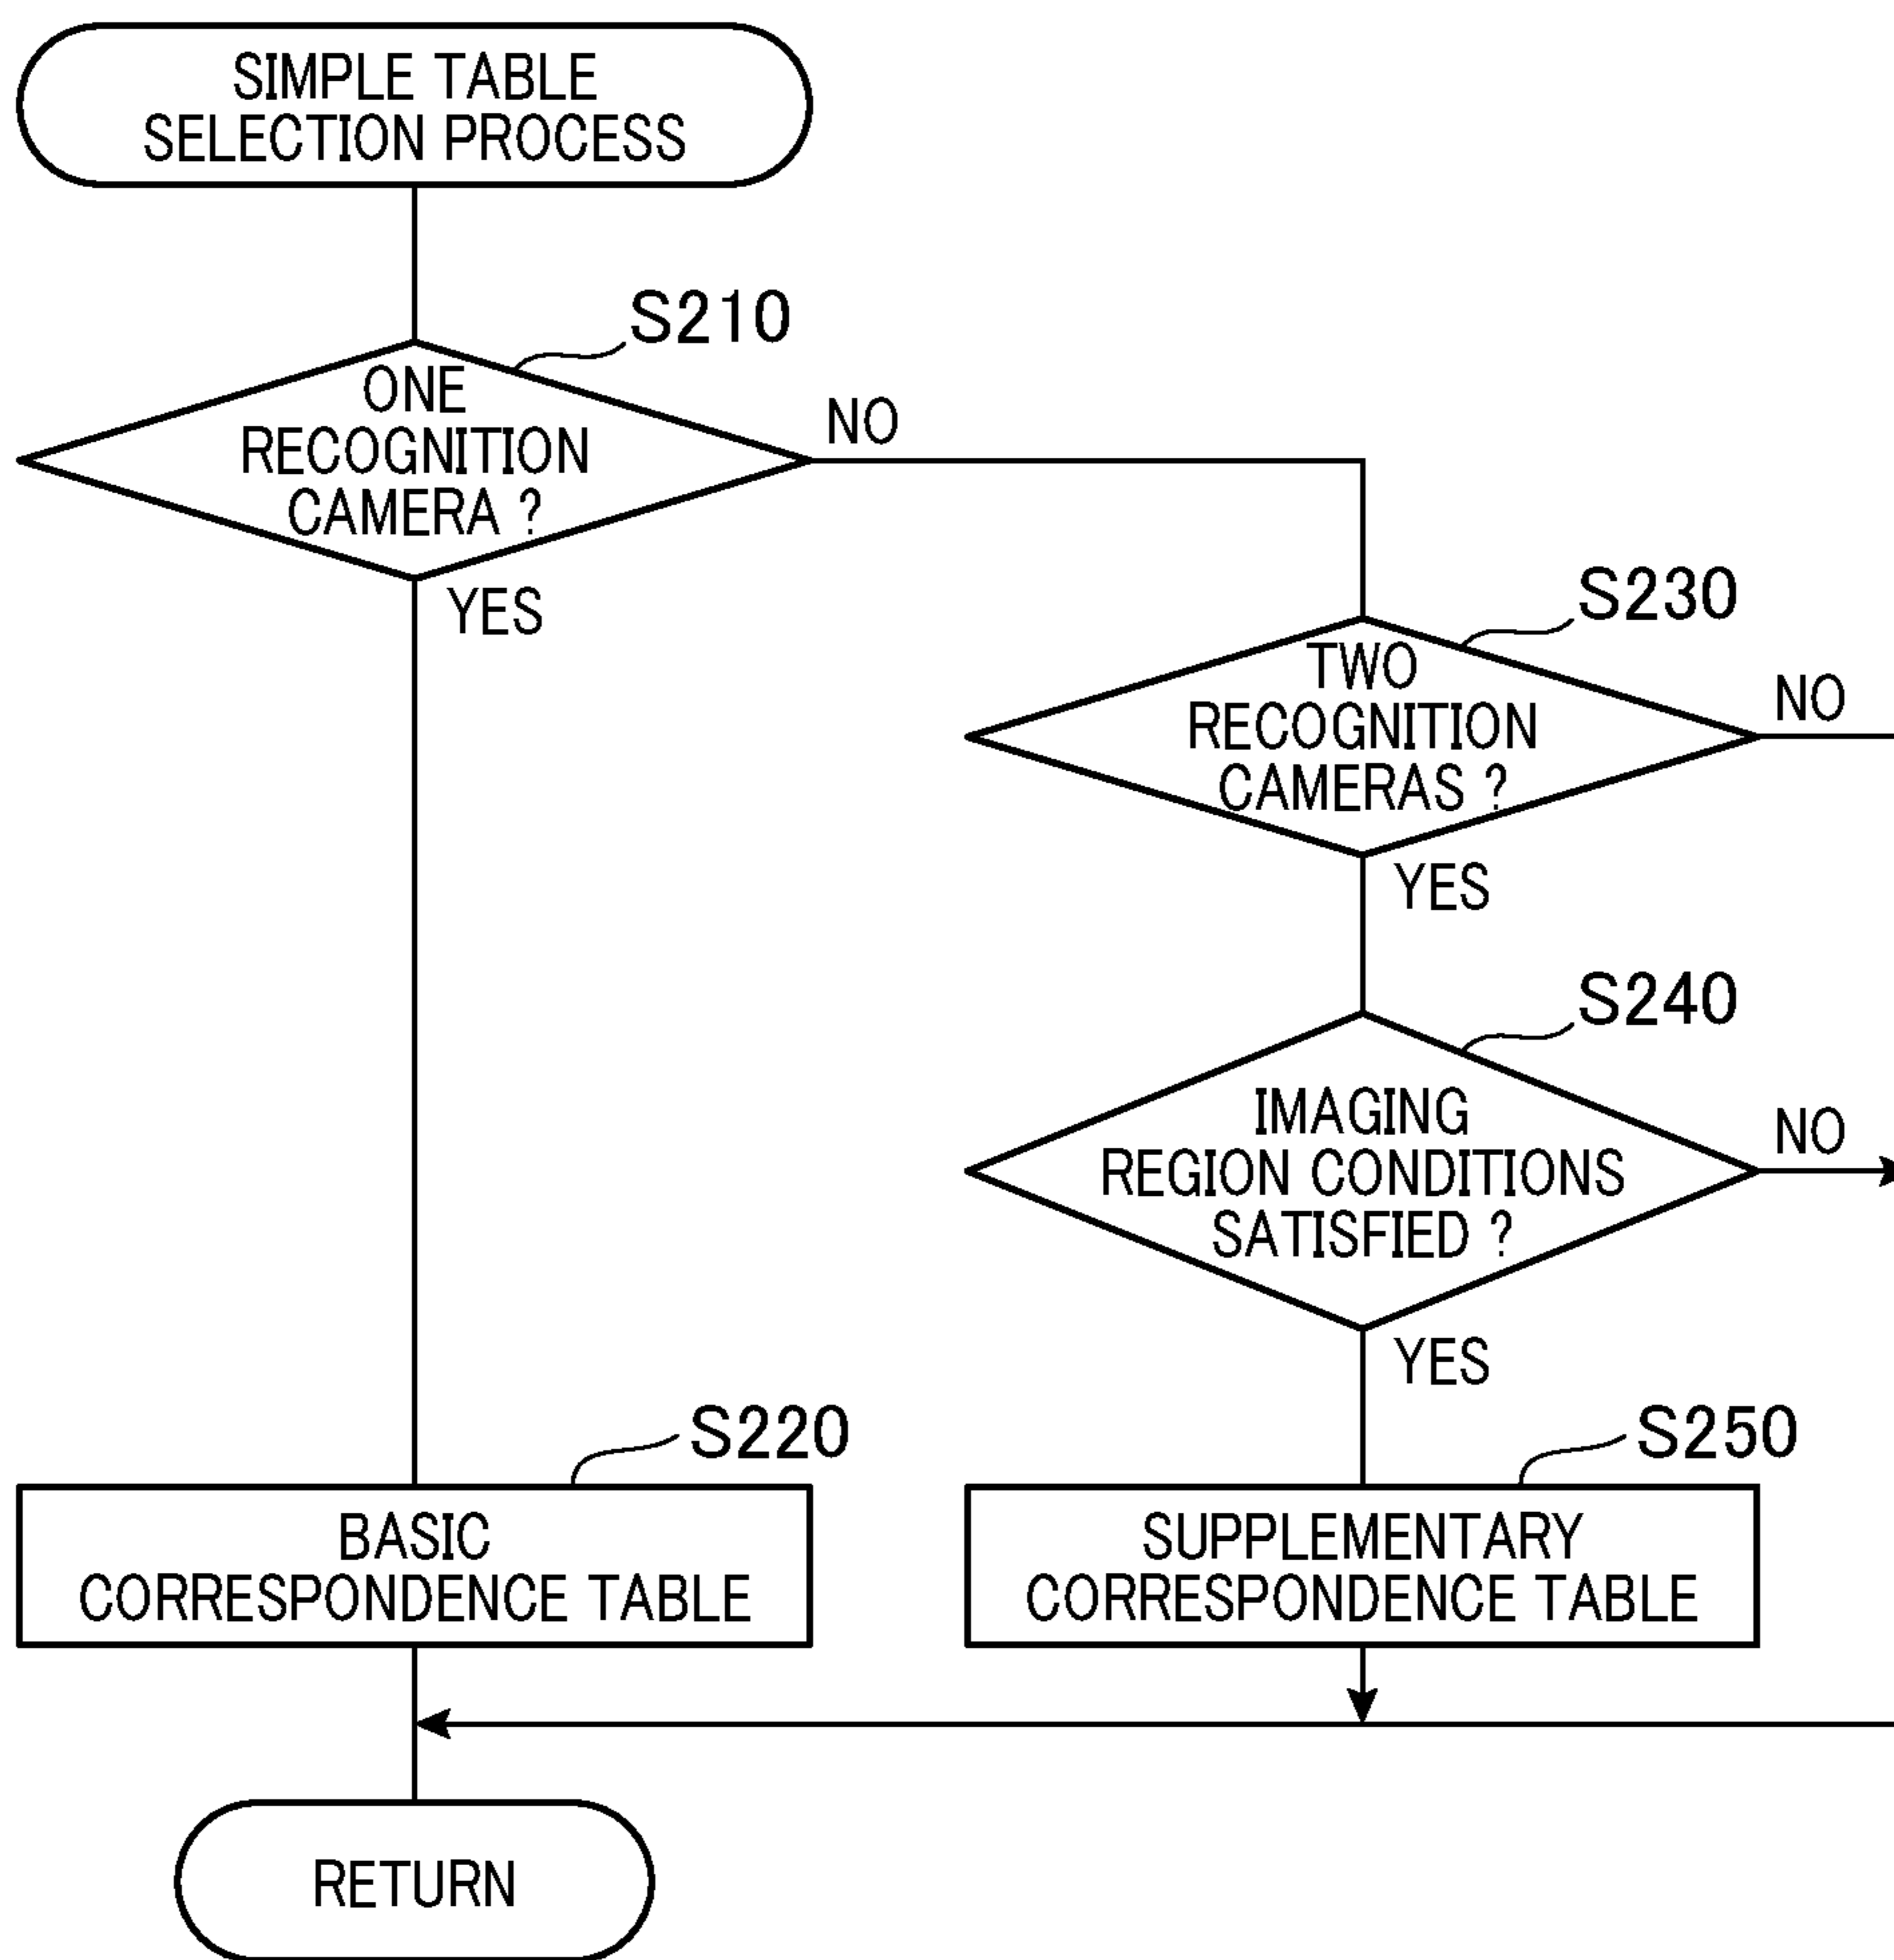 SIMPLE TABLE
SELECTION PROCESS
S210
ONE
RECOGNITION
CAMERA ?
NO
YES
S230
TWO
RECOGNITION
CAMERAS ?
NO
YES
S240
IMAGING
REGION CONDITIONS
SATISFIED ?
NO
YES
S220
BASIC
CORRESPONDENCE TABLE
S250
SUPPLEMENTARY
CORRESPONDENCE TABLE
RETURN